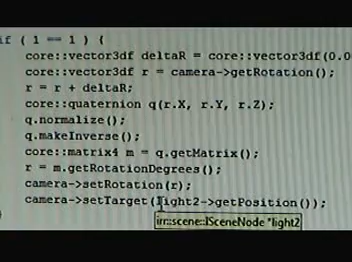 if ( 1 == 1 ) {
core::vector3df deltaR = core::vector3df(0.0
core::vector3df r = camera->getRotation();
r = r + deltaR;
core::quaternion q(r.X, r.Y, r.Z);
q.normalize();
q.makeInverse();
core::matrix4 m = q.getMatrix();
r = m.getRotationDegrees();
camera->setRotation(r);
camera->setTarget(light2->getPosition());
}
irr::scene::ISceneNode *light2